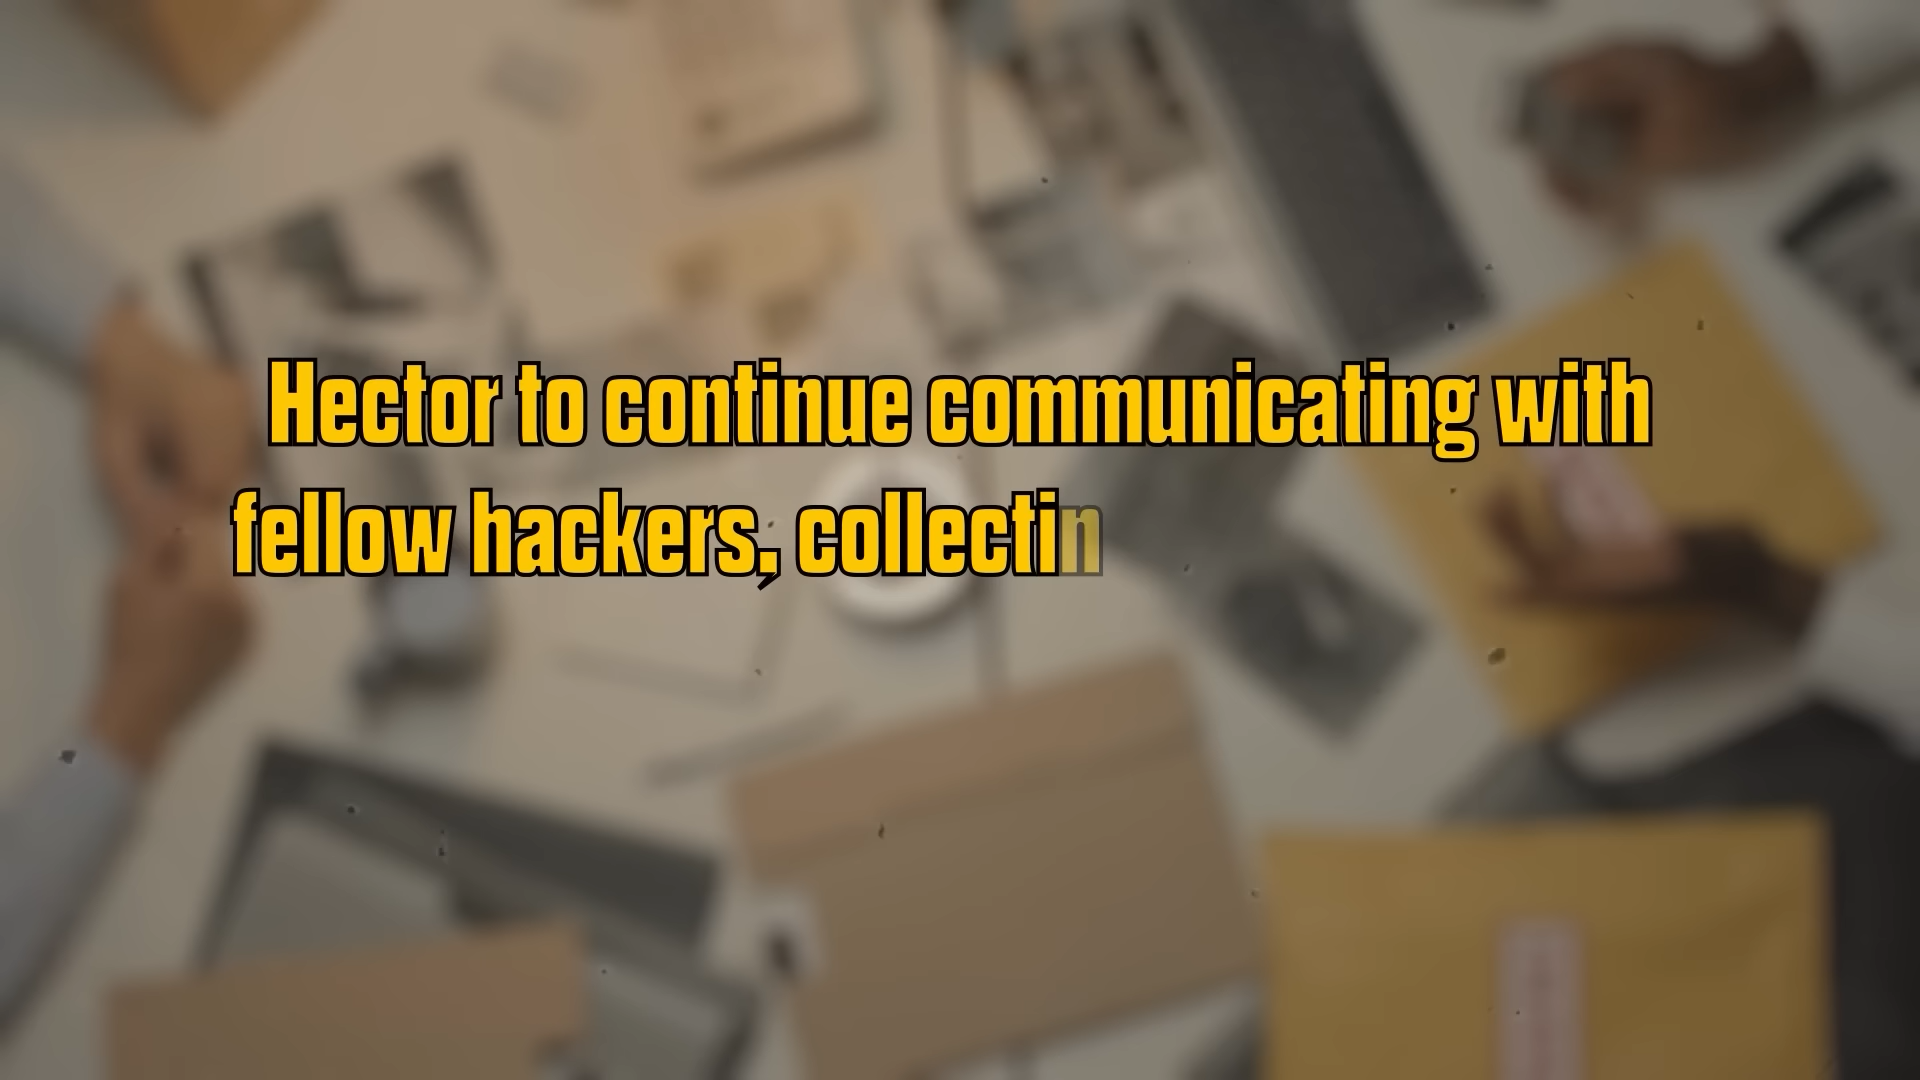 Hector to continue communicating with
fellow hackers, collectin